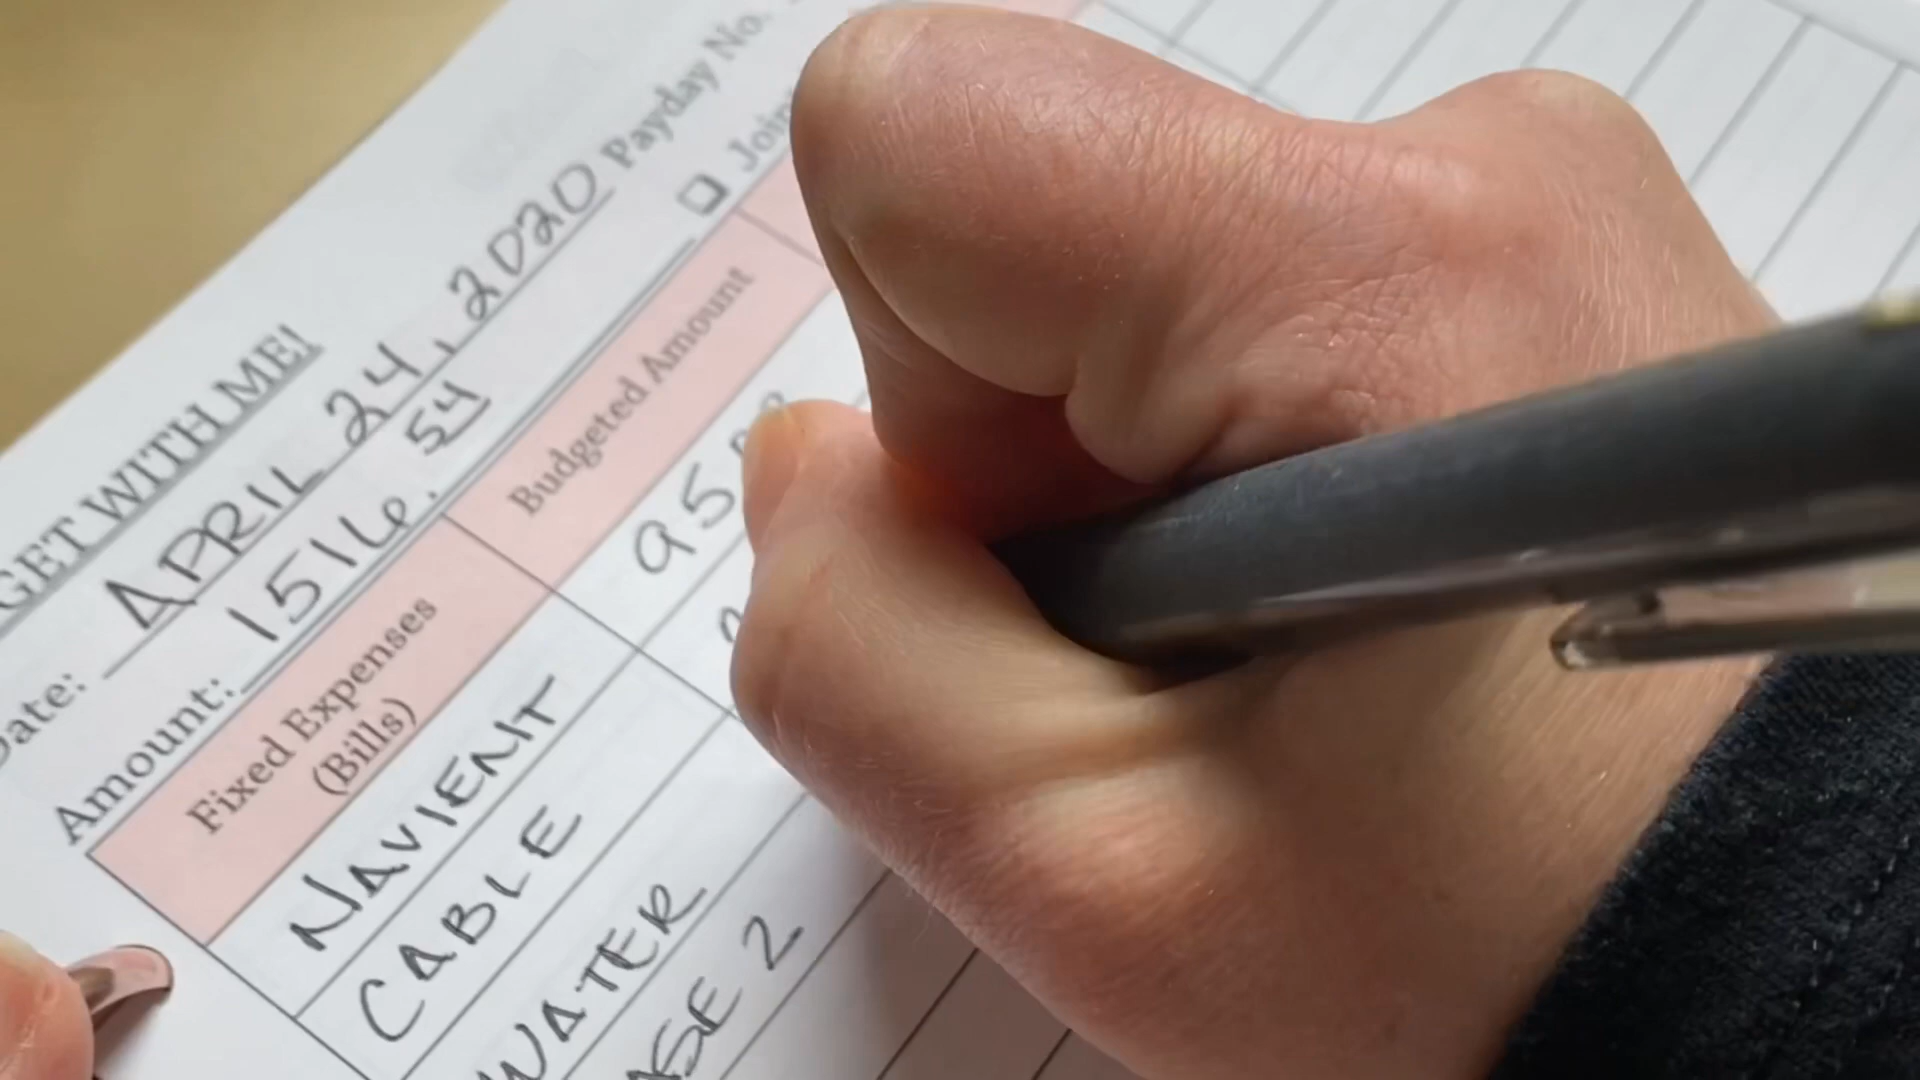 GET WITH ME!
Date: APRIL 24, 2020 Payday No.
Amount: 1516.54
Fixed Expenses
(Bills)
Budgeted Amount
NAVIENT 95
CABLE
WATER
2